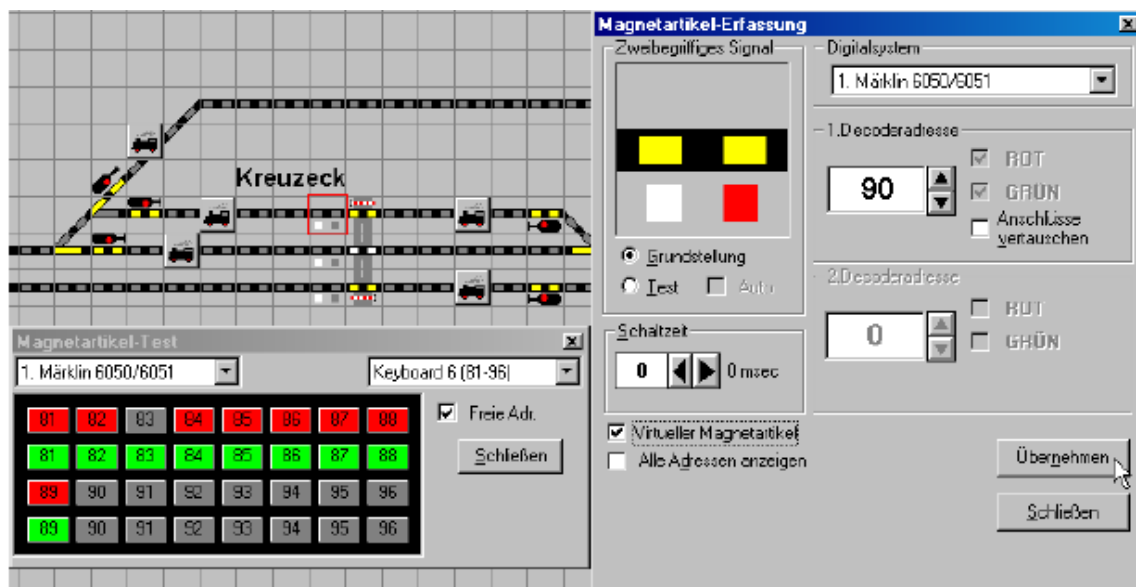 Kreuzeck
Magnetartikel-Test
1. Märklin 6050/6051
Keyboard 6 (81-96)
81 82 83 84 85 86 87 88
81 82 83 84 85 86 87 88
89 90 91 92 93 94 95 96
89 90 91 92 93 94 95 96
Freie Adr.
Schließen
Magnetartikel-Erfassung
Zweibegriffiges Signal
Grundstellung
Test
Auto
Schaltzeit
0
0 msec
Virtueller Magnetartikel
Alle Adressen anzeigen
Digitalsystem
1. Märklin 6050/6051
1.Decoderadresse
90
ROT
GRÜN
Anschlüsse
vertauschen
2.Decoderadresse
0
ROT
GRÜN
Übernehmen
Schließen